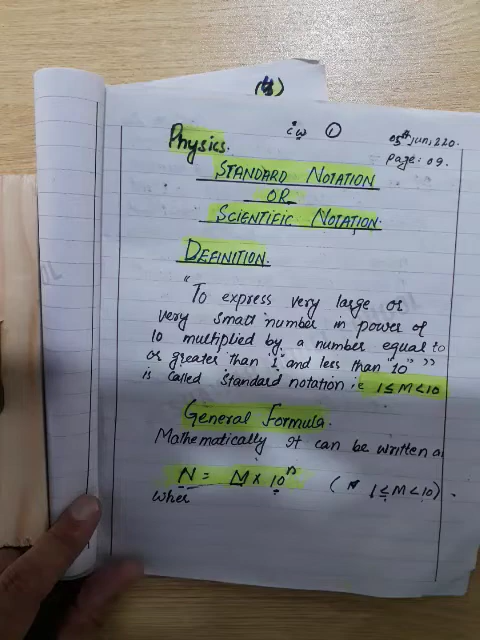 (4)
Physics.
c.w ①
05th Jun, 220.
Page: 09.
STANDARD NOTATION
OR
SCIENTIFIC NOTATION.
DEFINITION.
"To express very large or
very small number in power of
10 multiplied by a number equal to
or greater than "1" and less than "10" "
is called standard notation i.e 1≤M<10
General Formula.
Mathematically it can be written a
N = M x 10ⁿ ( 1≤M<10).
wher